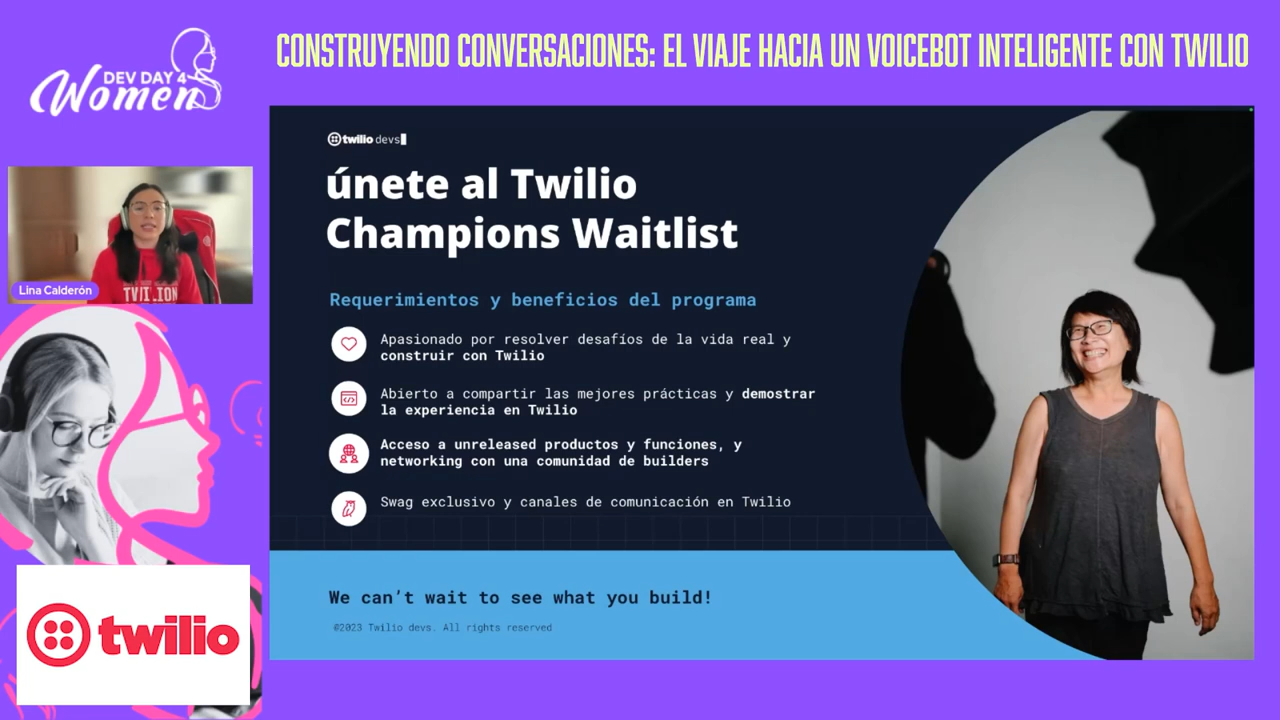 DEV DAY 4
Women
CONSTRUYENDO CONVERSACIONES: EL VIAJE HACIA UN VOICEBOT INTELIGENTE CON TWILIO
Lina Calderón
TWILION
twilio
twilio devs
únete al Twilio
Champions Waitlist
Requerimientos y beneficios del programa
Apasionado por resolver desafíos de la vida real y
construir con Twilio
Abierto a compartir las mejores prácticas y demostrar
la experiencia en Twilio
Acceso a unreleased productos y funciones, y
networking con una comunidad de builders
Swag exclusivo y canales de comunicación en Twilio
We can't wait to see what you build!
©2023 Twilio devs. All rights reserved